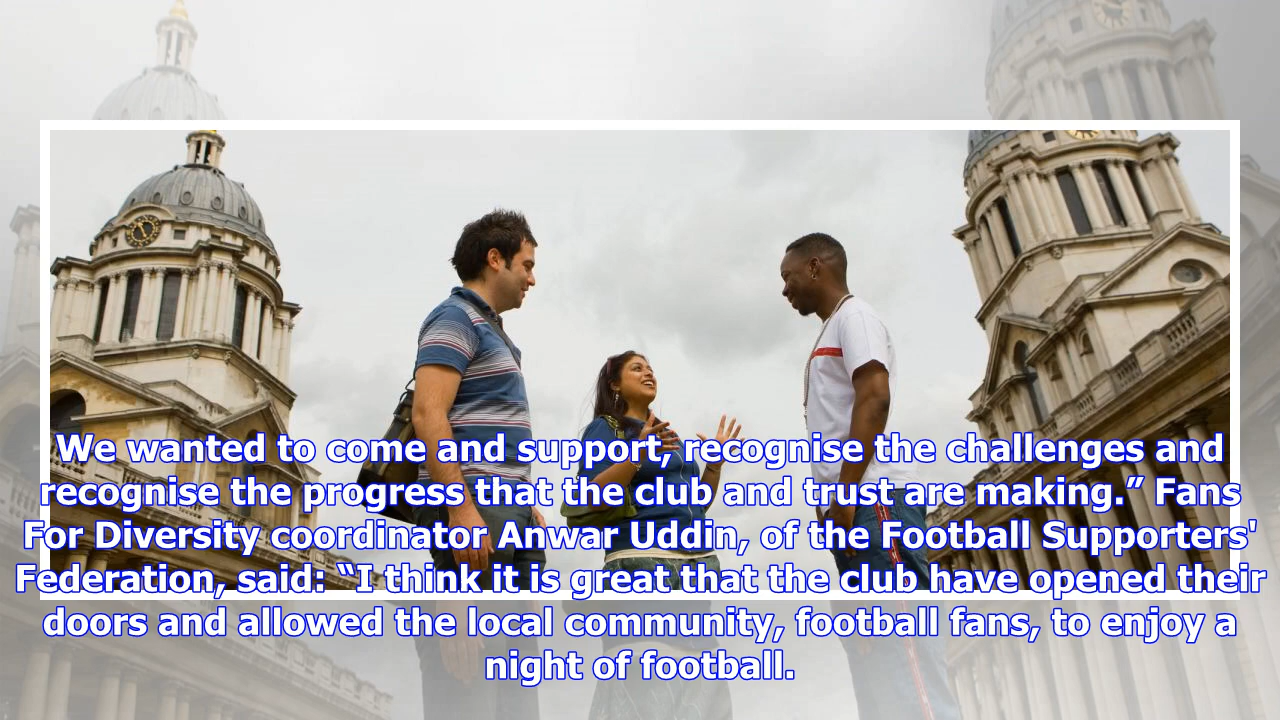 We wanted to come and support, recognise the challenges and
recognise the progress that the club and trust are making.” Fans
For Diversity coordinator Anwar Uddin, of the Football Supporters'
Federation, said: “I think it is great that the club have opened their
doors and allowed the local community, football fans, to enjoy a
night of football.